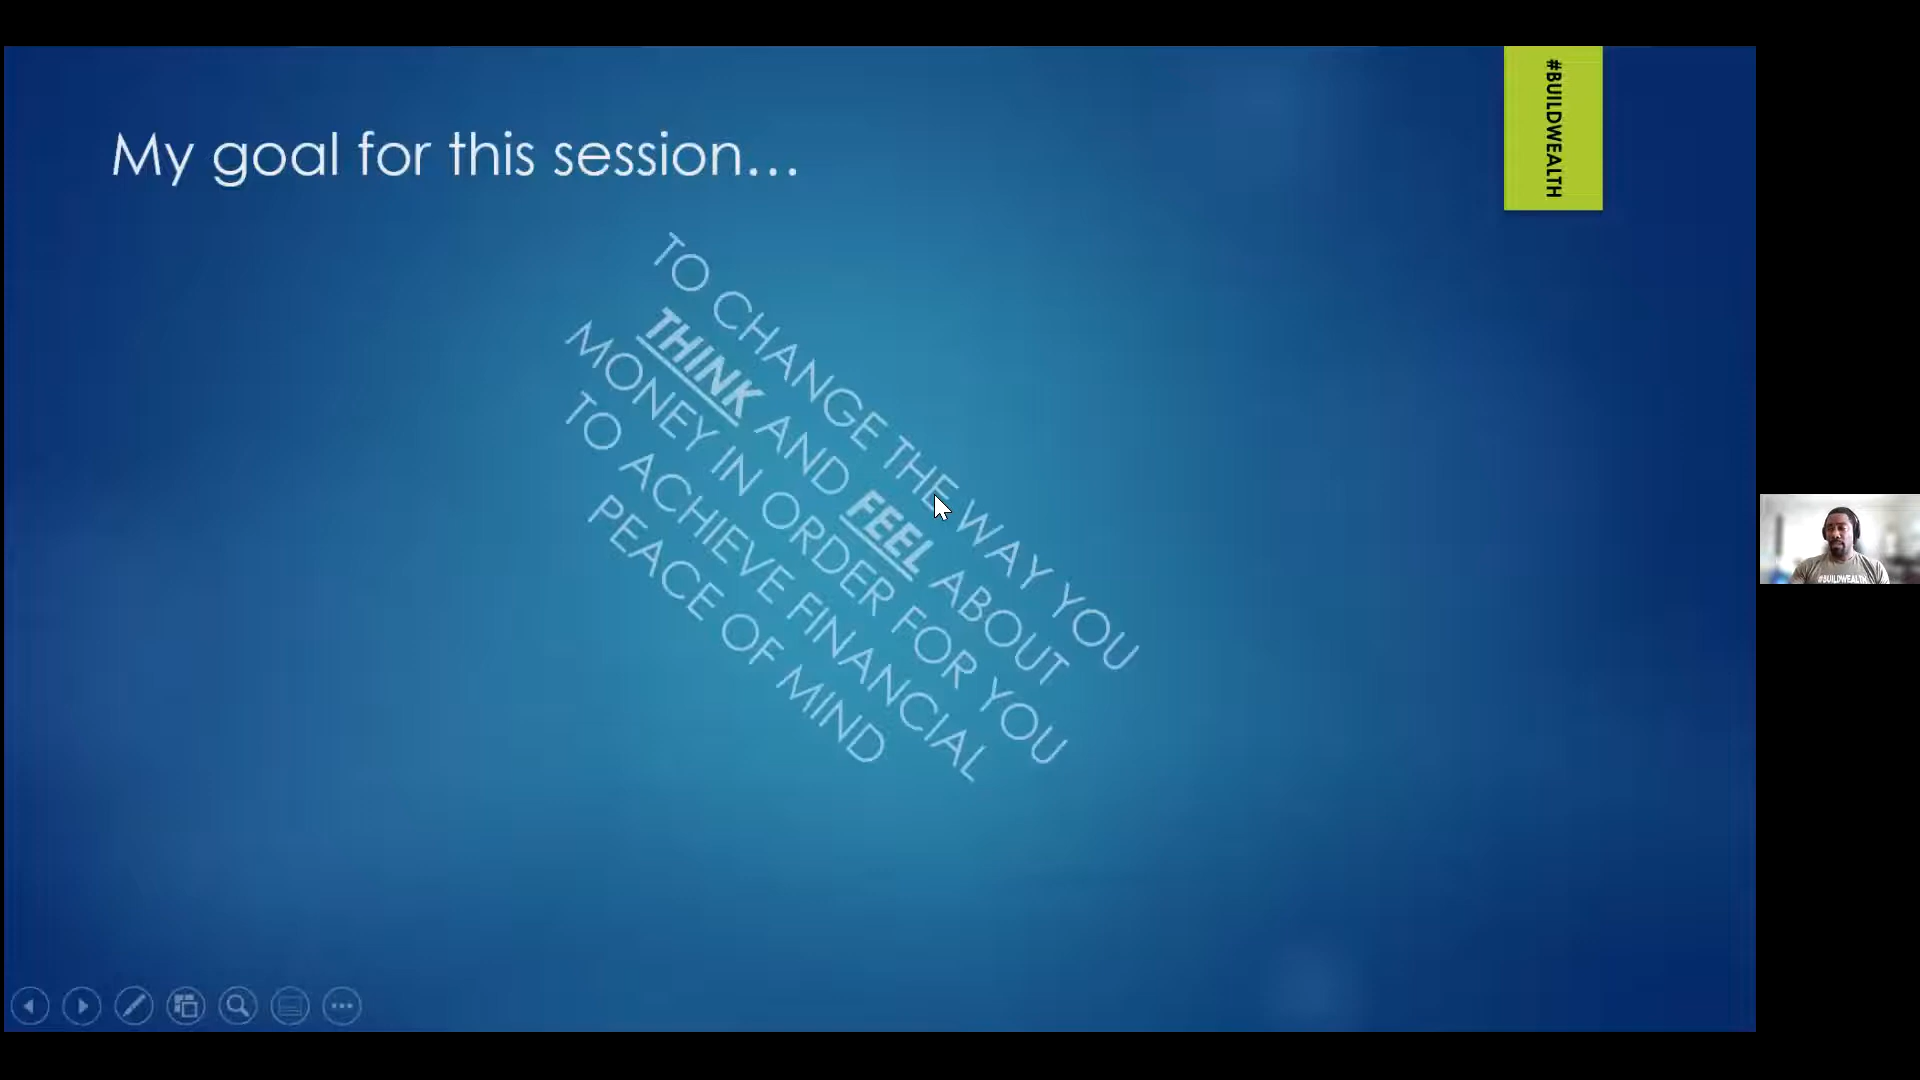 My goal for this session...
#BUILDWEALTH
TO CHANGE THE WAY YOU
THINK AND FEEL ABOUT
MONEY IN ORDER FOR YOU
TO ACHIEVE FINANCIAL
PEACE OF MIND
#BUILDWEALTH